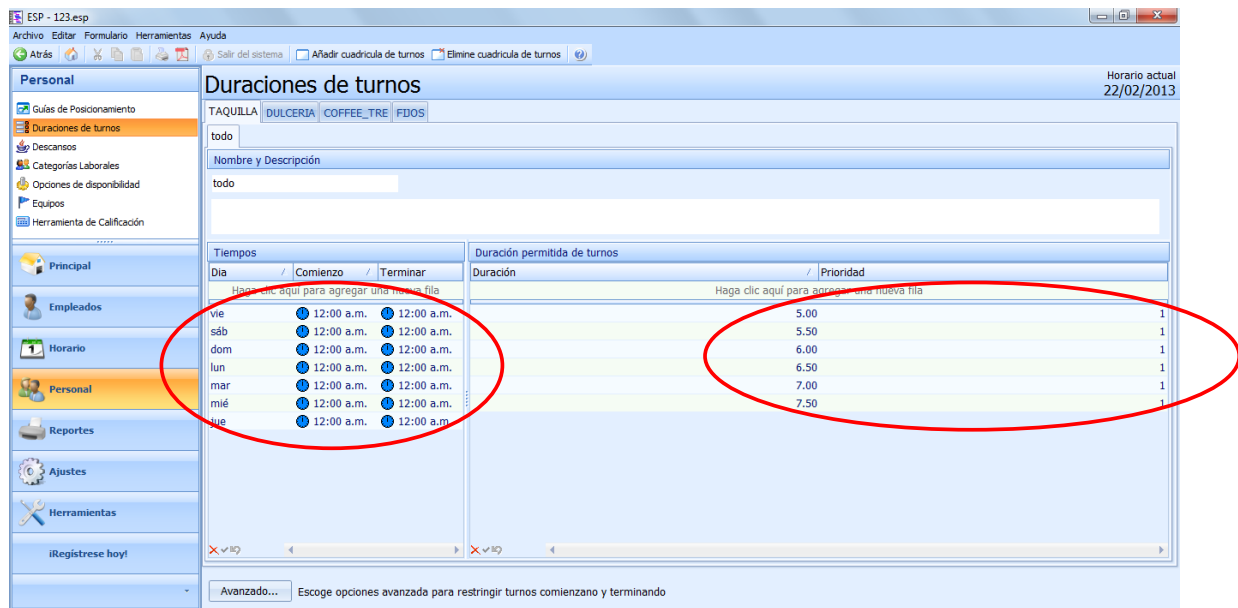 ESP - 123.esp
Archivo Editar Formulario Herramientas Ayuda
Atrás Salir del sistema Añadir cuadricula de turnos Elimine cuadricula de turnos
Personal
Guías de Posicionamiento
Duraciones de turnos
Descansos
Categorías Laborales
Opciones de disponibilidad
Equipos
Herramienta de Calificación
Principal
Empleados
1 Horario
Personal
Reportes
Ajustes
Herramientas
¡Regístrese hoy!
Duraciones de turnos
Horario actual
22/02/2013
TAQUILLA DULCERIA COFFEE_TRE FIJOS
todo
Nombre y Descripción
todo
Tiempos
Dia Comienzo Terminar
Haga clic aquí para agregar una nueva fila
vie 12:00 a.m. 12:00 a.m.
sáb 12:00 a.m. 12:00 a.m.
dom 12:00 a.m. 12:00 a.m.
lun 12:00 a.m. 12:00 a.m.
mar 12:00 a.m. 12:00 a.m.
mié 12:00 a.m. 12:00 a.m.
jue 12:00 a.m. 12:00 a.m.
Duración permitida de turnos
Duración Prioridad
Haga clic aquí para agregar una nueva fila
5.00 1
5.50 1
6.00 1
6.50 1
7.00 1
7.50 1
Avanzado... Escoge opciones avanzada para restringir turnos comienzano y terminando